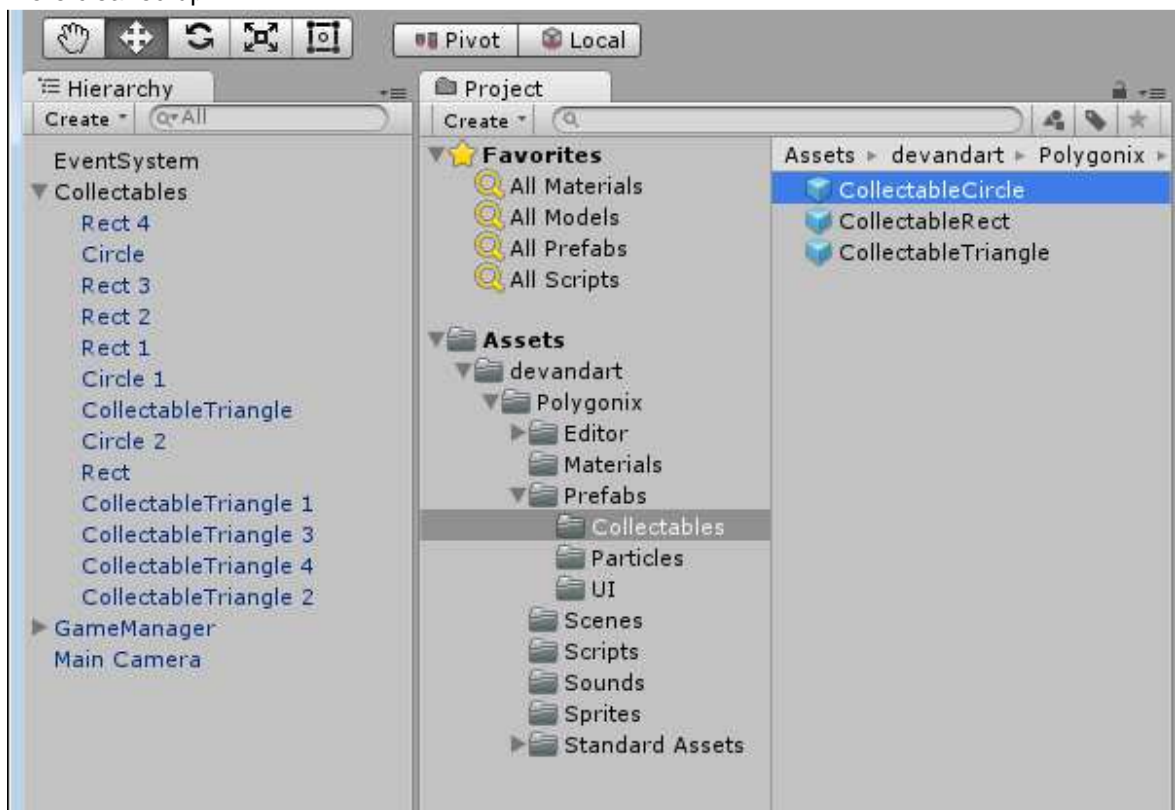 Pivot Local
Hierarchy
Create All
EventSystem
Collectables
Rect 4
Circle
Rect 3
Rect 2
Rect 1
Circle 1
CollectableTriangle
Circle 2
Rect
CollectableTriangle 1
CollectableTriangle 3
CollectableTriangle 4
CollectableTriangle 2
GameManager
Main Camera
Project
Create
Favorites
All Materials
All Models
All Prefabs
All Scripts
Assets
devandart
Polygonix
Editor
Materials
Prefabs
Collectables
Particles
UI
Scenes
Scripts
Sounds
Sprites
Standard Assets
Assets devandart Polygonix
CollectableCircle
CollectableRect
CollectableTriangle